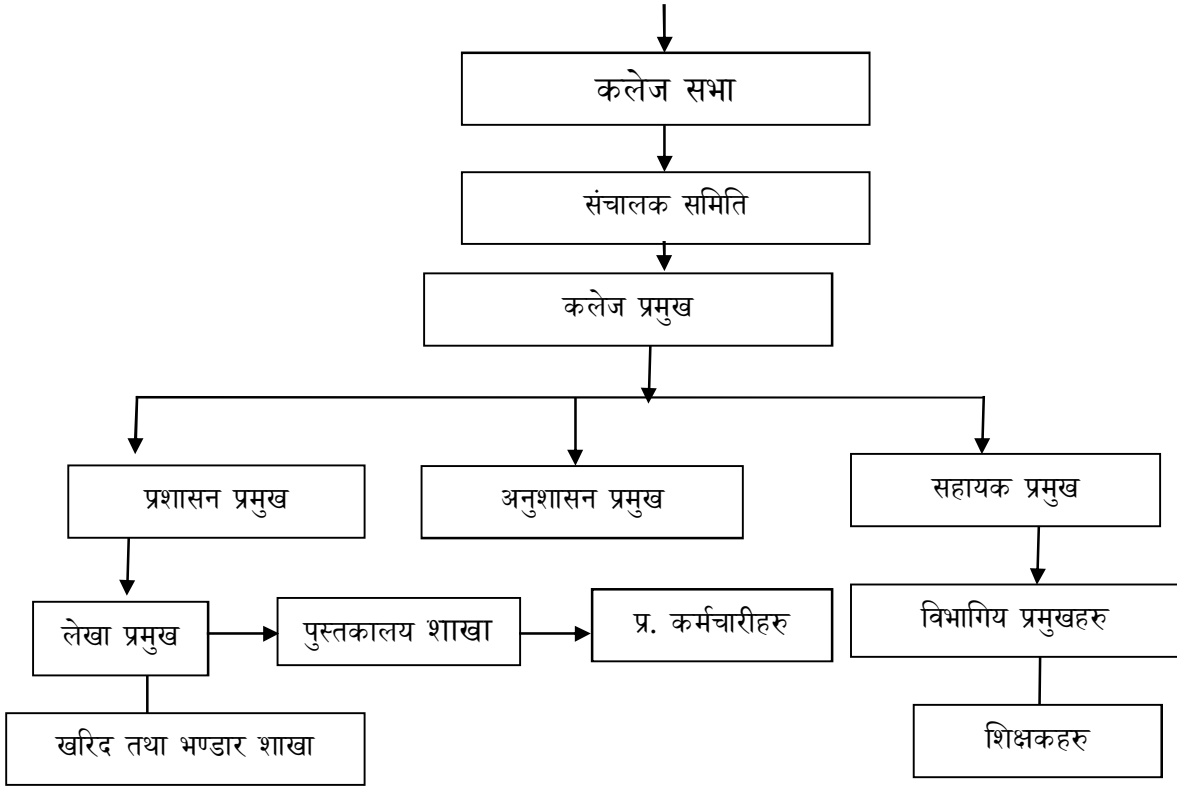 कलेज सभा
संचालक समिति
कलेज प्रमुख
प्रशासन प्रमुख
अनुशासन प्रमुख
सहायक प्रमुख
लेखा प्रमुख
पुस्तकालय शाखा
प्र. कर्मचारीहरु
विभागिय प्रमुखहरु
खरिद तथा भण्डार शाखा
शिक्षकहरु